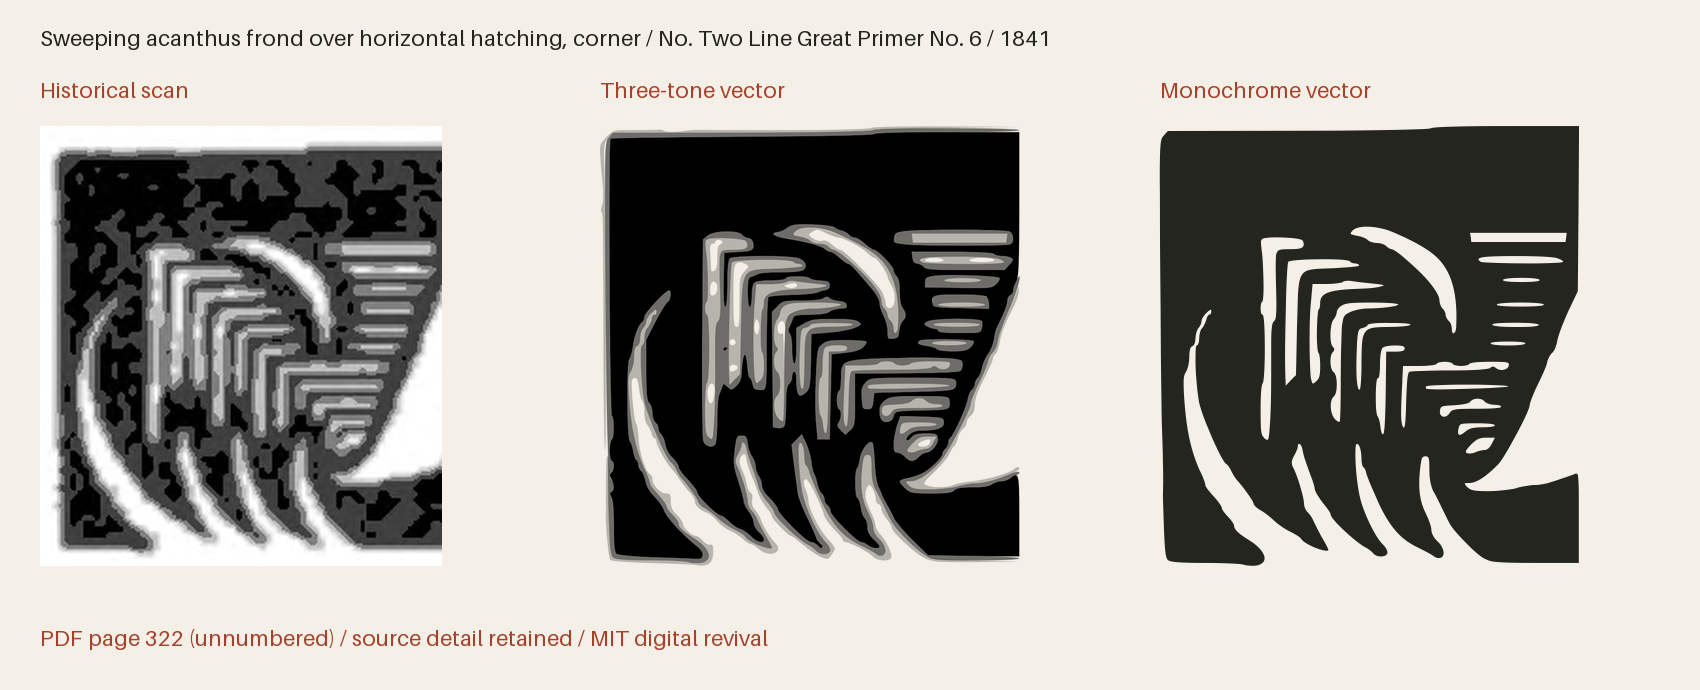 Sweeping acanthus frond over horizontal hatching, corner / No. Two Line Great Primer No. 6 / 1841
Historical scan
Three-tone vector
Monochrome vector
PDF page 322 (unnumbered) / source detail retained / MIT digital revival